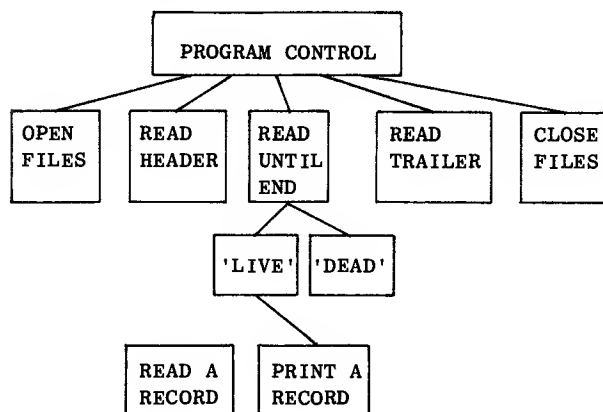 PROGRAM CONTROL
OPEN
FILES
READ
HEADER
READ
UNTIL
END
READ
TRAILER
CLOSE
FILES
'LIVE'
'DEAD'
READ A
RECORD
PRINT A
RECORD